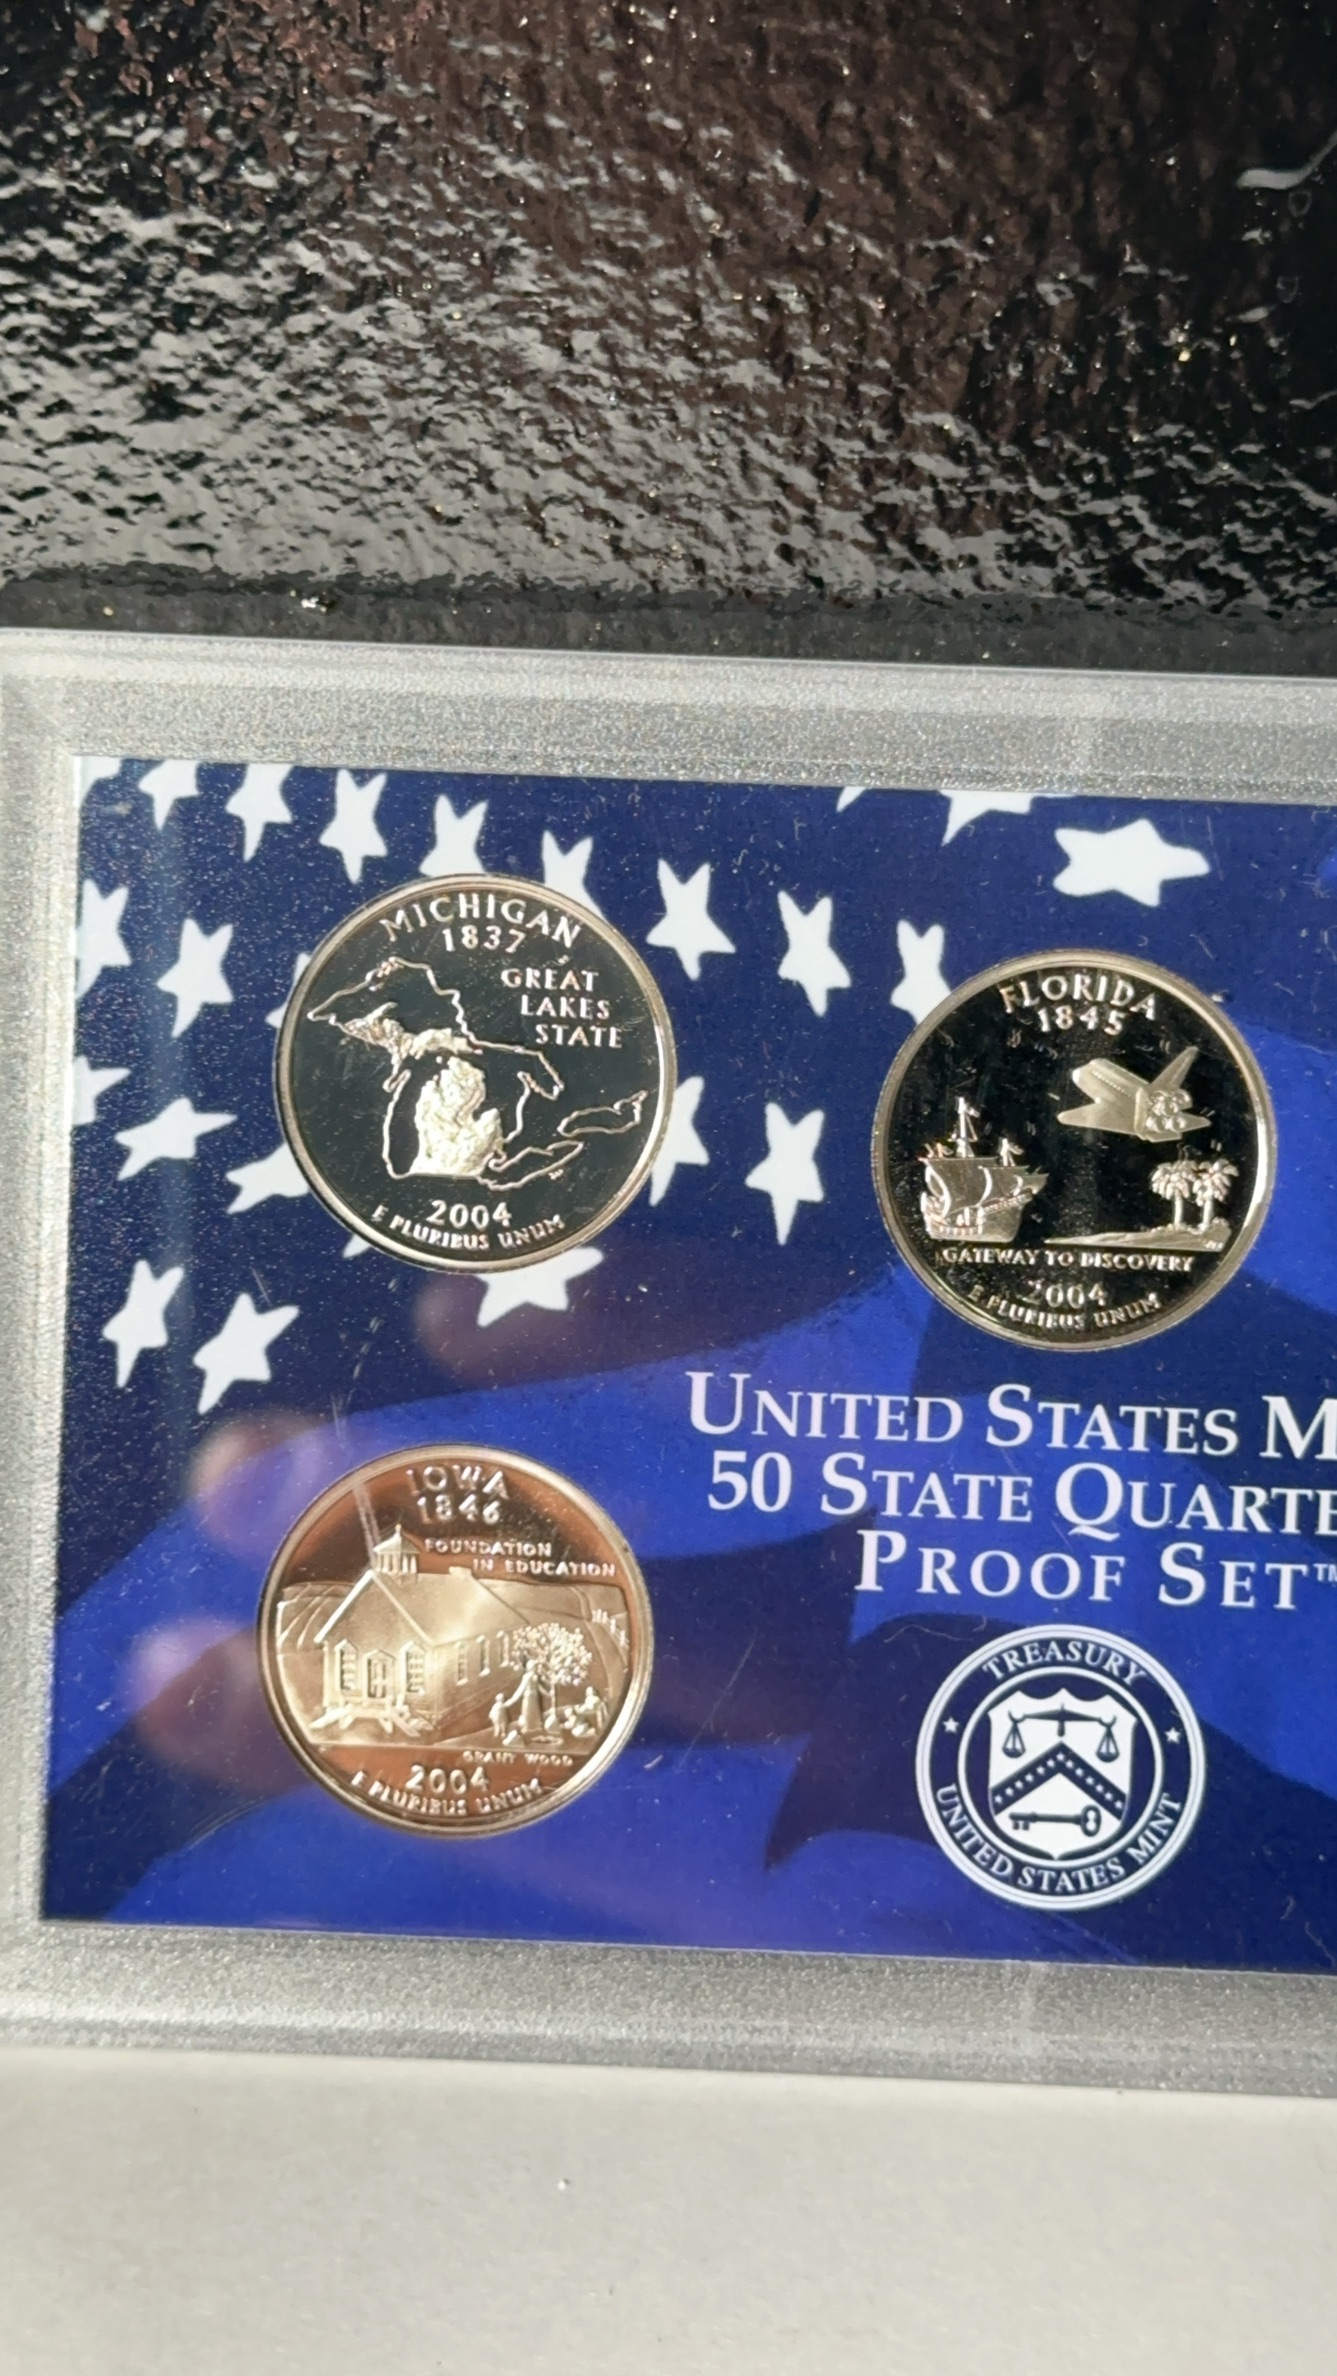 MICHIGAN
1837
GREAT
LAKES
STATE
2004
E PLURIBUS UNUM
FLORIDA
1845
GATEWAY TO DISCOVERY
2004
E PLURIBUS UNUM
UNITED STATES M
50 STATE QUARTE
PROOF SET™
IOWA
1846
FOUNDATION
IN EDUCATION
GRANT WOOD
2004
E PLURIBUS UNUM
TREASURY
UNITED STATES MINT